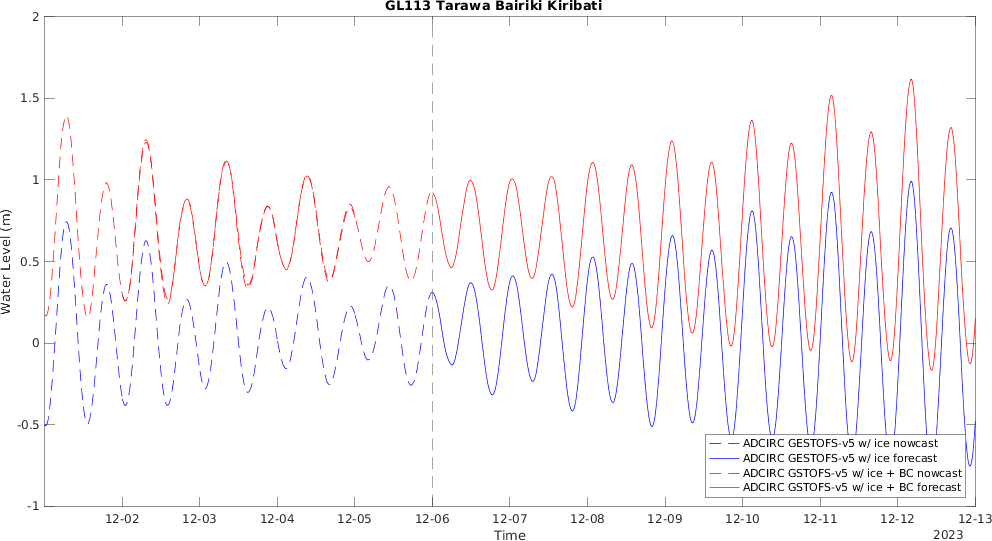 GL113 Tarawa Bairiki Kiribati
Water Level (m)
2
1.5
1
0.5
0
-0.5
-1
ADCIRC GESTOFS-v5 w/ ice nowcast
ADCIRC GESTOFS-v5 w/ ice forecast
ADCIRC GSTOFS-v5 w/ ice + BC nowcast
ADCIRC GSTOFS-v5 w/ ice + BC forecast
12-02 12-03 12-04 12-05 12-06 12-07 12-08 12-09 12-10 12-11 12-12 12-13
Time
2023